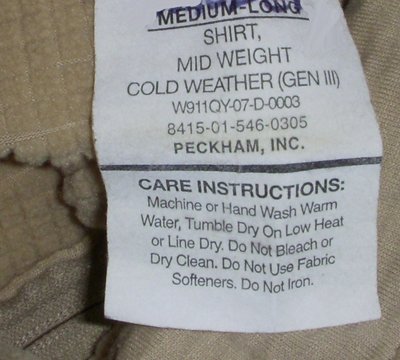 MEDIUM-LONG
SHIRT,
MID WEIGHT
COLD WEATHER (GEN III)
W911QY-07-D-0003
8415-01-546-0305
PECKHAM, INC.
CARE INSTRUCTIONS:
Machine or Hand Wash Warm
Water, Tumble Dry On Low Heat
or Line Dry. Do Not Bleach or
Dry Clean. Do Not Use Fabric
Softeners. Do Not Iron.